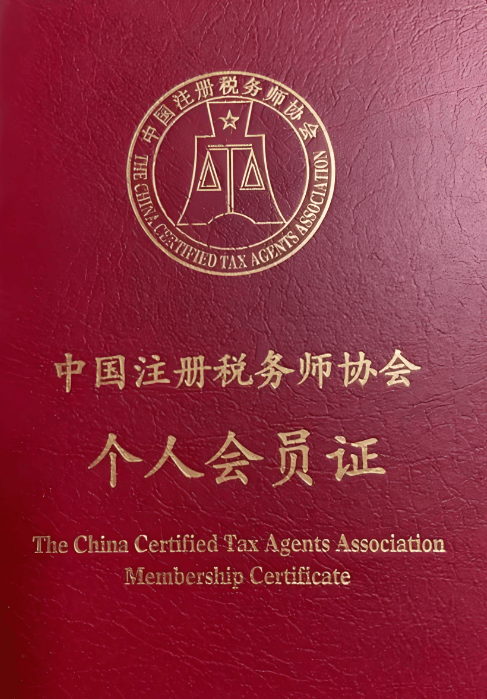 中国注册税务师协会
THE CHINA CERTIFIED TAX AGENTS ASSOCIATION
中国注册税务师协会
个人会员证
The China Certified Tax Agents Association
Membership Certificate